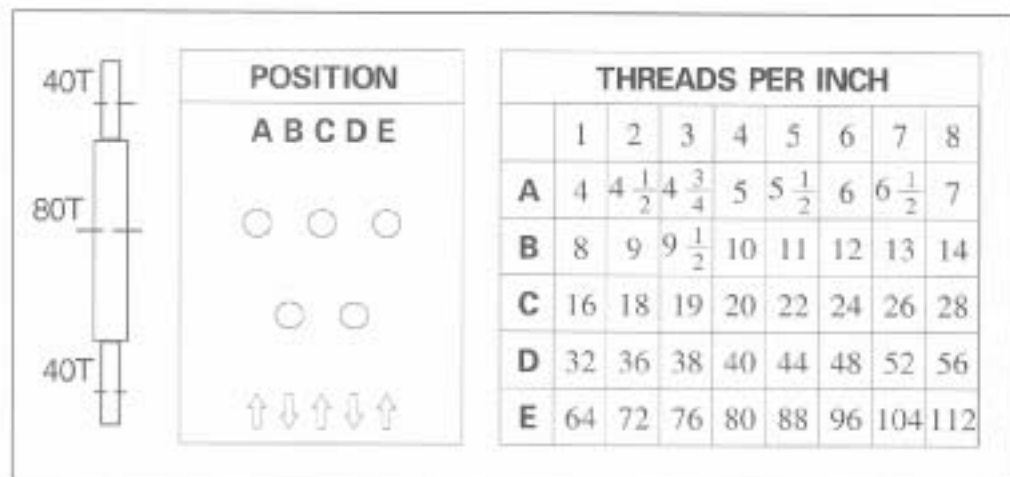 40T
80T
40T
POSITION
A B C D E
THREADS PER INCH
1 2 3 4 5 6 7 8
A 4 4 1/2 4 3/4 5 5 1/2 6 6 1/2 7
B 8 9 9 1/2 10 11 12 13 14
C 16 18 19 20 22 24 26 28
D 32 36 38 40 44 48 52 56
E 64 72 76 80 88 96 104 112